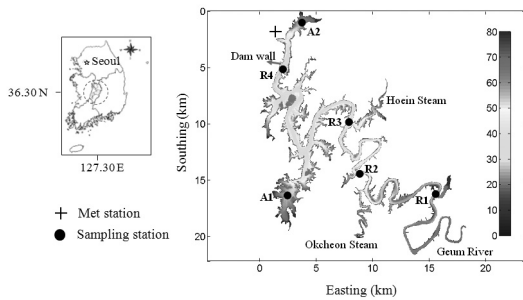 Seoul
36.30 N
127.30 E
Met station
Sampling station
0
5
10
15
20
Southing (km)
0
5
10
15
20
Easting (km)
A2
Dam wall
R4
Hoein Steam
R3
R2
A1
R1
Okcheon Steam
Geum River
80
70
60
50
40
30
20
10
0